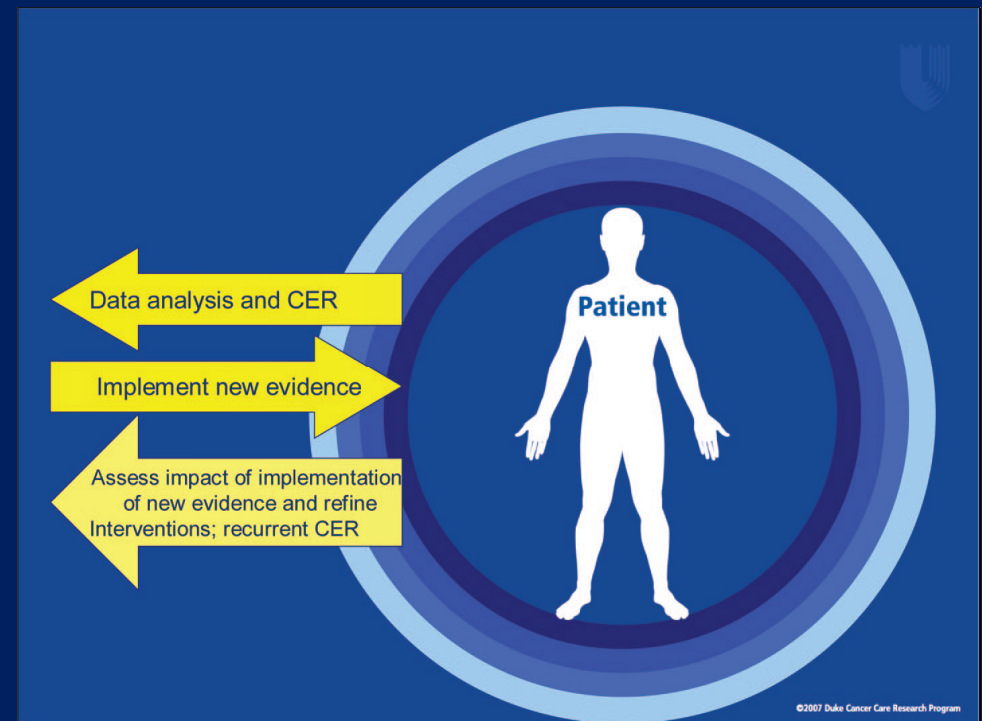 Data analysis and CER
Patient
Implement new evidence
Assess impact of implementation
of new evidence and refine
Interventions; recurrent CER
©2007 Duke Cancer Care Research Program